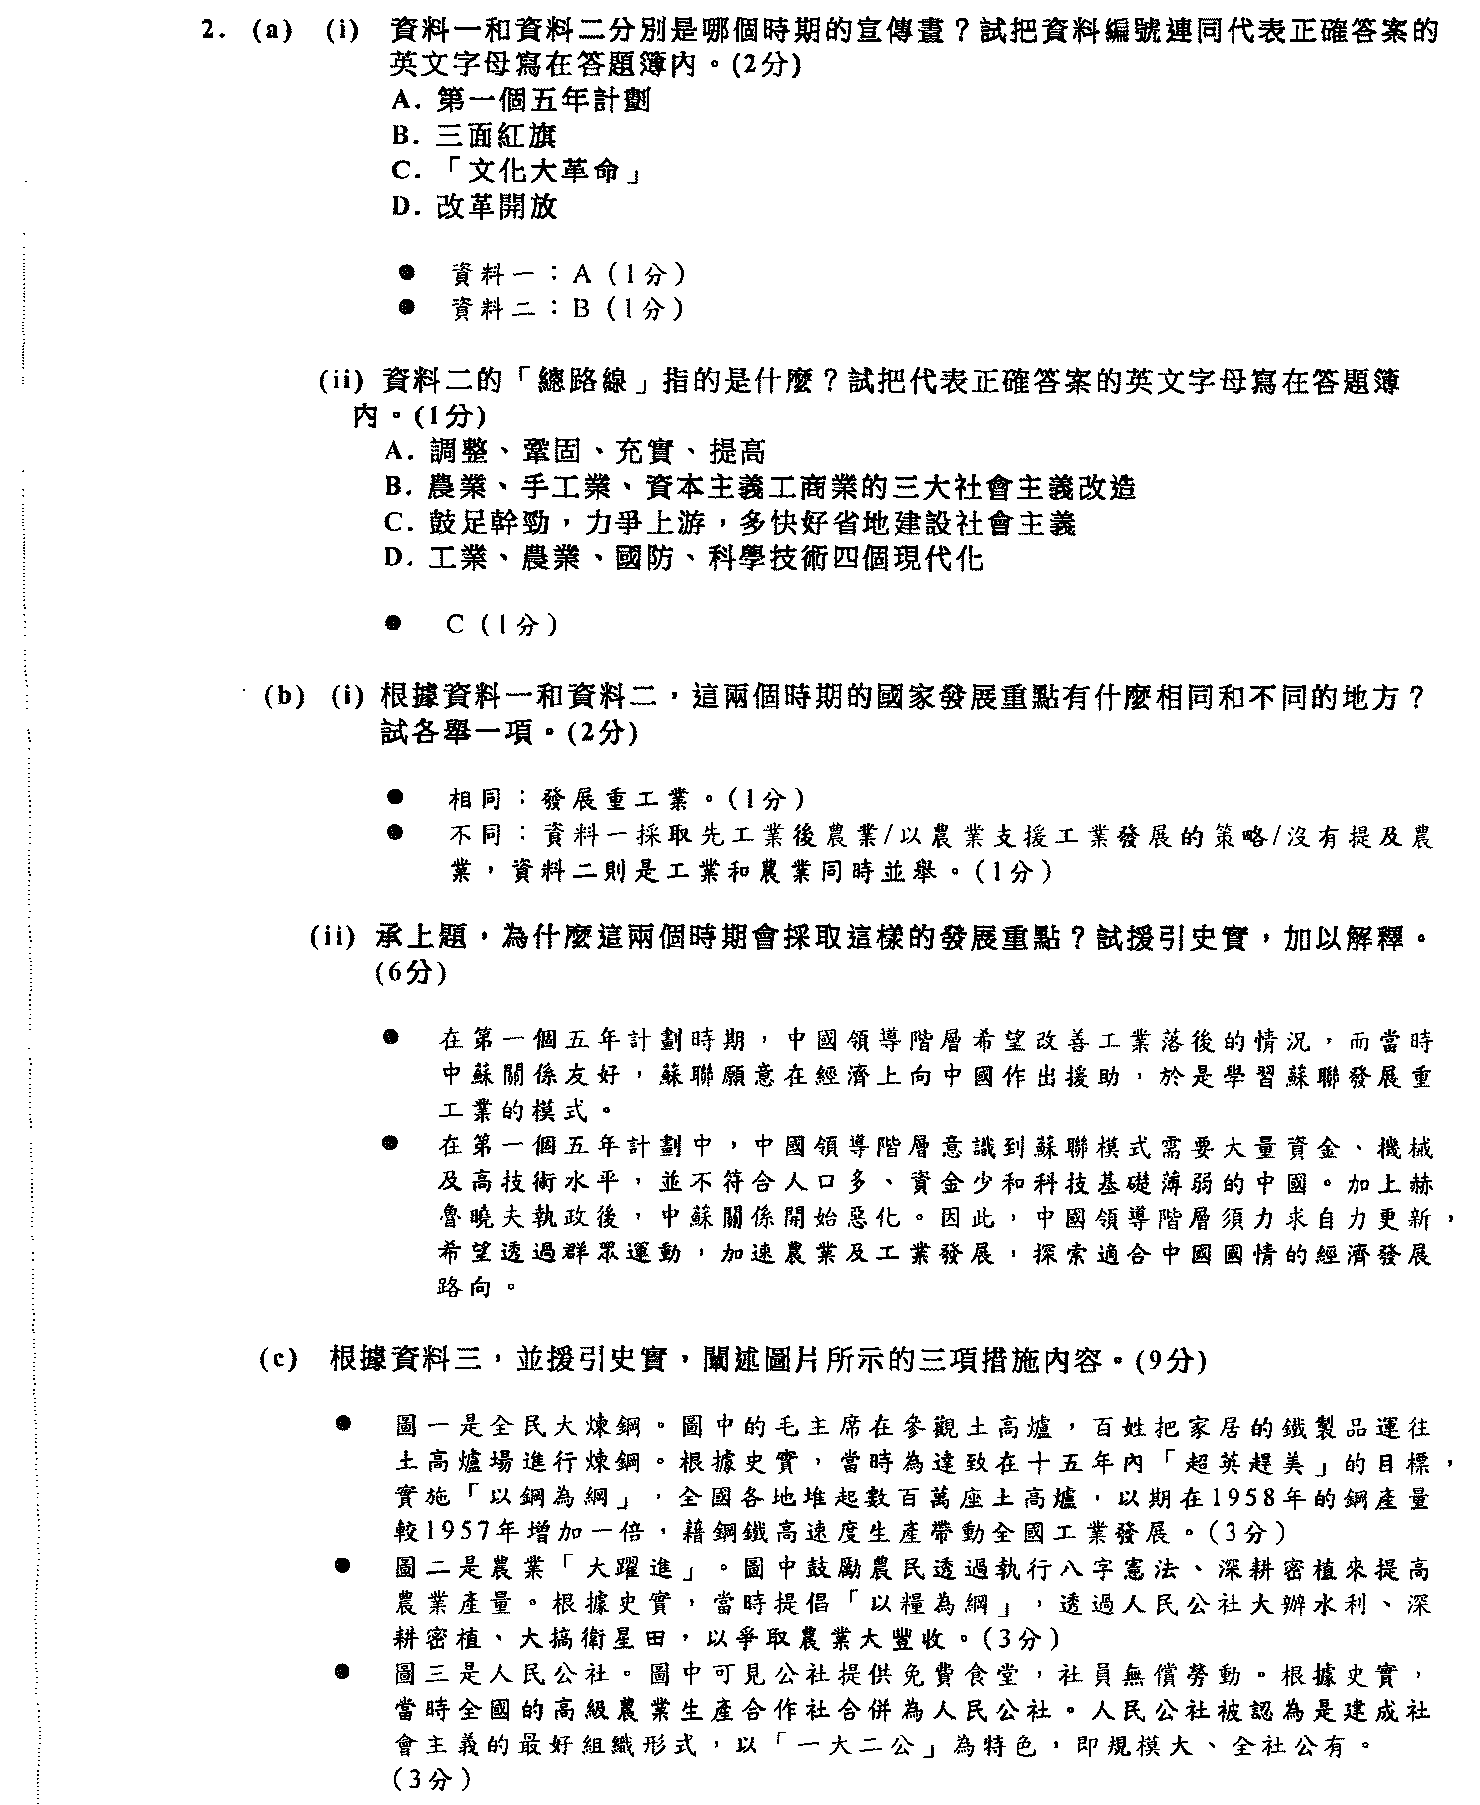 2. (a) (i) 資料一和資料二分別是哪個時期的宣傳畫？試把資料編號連同代表正確答案的
英文字母寫在答題簿內。(2分)
A. 第一個五年計劃
B. 三面紅旗
C. 「文化大革命」
D. 改革開放
● 資料一：A (1分)
● 資料二：B (1分)
(ii) 資料二的「總路線」指的是什麼？試把代表正確答案的英文字母寫在答題簿
內。(1分)
A. 調整、鞏固、充實、提高
B. 農業、手工業、資本主義工商業的三大社會主義改造
C. 鼓足幹勁，力爭上游，多快好省地建設社會主義
D. 工業、農業、國防、科學技術四個現代化
● C (1分)
(b) (i) 根據資料一和資料二，這兩個時期的國家發展重點有什麼相同和不同的地方？
試各舉一項。(2分)
● 相同：發展重工業。(1分)
● 不同：資料一採取先工業後農業/以農業支援工業發展的策略/沒有提及農
業，資料二則是工業和農業同時並舉。(1分)
(ii) 承上題，為什麼這兩個時期會採取這樣的發展重點？試援引史實，加以解釋。
(6分)
● 在第一個五年計劃時期，中國領導階層希望改善工業落後的情況，而當時
中蘇關係友好，蘇聯願意在經濟上向中國作出援助，於是學習蘇聯發展重
工業的模式。
● 在第一個五年計劃中，中國領導階層意識到蘇聯模式需要大量資金、機械
及高技術水平，並不符合人口多、資金少和科技基礎薄弱的中國。加上赫
魯曉夫執政後，中蘇關係開始惡化。因此，中國領導階層須力求自力更新，
希望透過群眾運動，加速農業及工業發展，探索適合中國國情的經濟發展
路向。
(c) 根據資料三，並援引史實，闡述圖片所示的三項措施內容。(9分)
● 圖一是全民大煉鋼。圖中的毛主席在參觀土高爐，百姓把家居的鐵製品運往
土高爐場進行煉鋼。根據史實，當時為達致在十五年內「超英趕美」的目標，
實施「以鋼為綱」，全國各地堆起數百萬座土高爐，以期在1958年的鋼產量
較1957年增加一倍，藉鋼鐵高速度生產帶動全國工業發展。(3分)
● 圖二是農業「大躍進」。圖中鼓勵農民透過執行八字憲法、深耕密植來提高
農業產量。根據史實，當時提倡「以糧為綱」，透過人民公社大辦水利、深
耕密植、大搞衛星田，以爭取農業大豐收。(3分)
● 圖三是人民公社。圖中可見公社提供免費食堂，社員無償勞動。根據史實，
當時全國的高級農業生產合作社合併為人民公社。人民公社被認為是建成社
會主義的最好組織形式，以「一大二公」為特色，即規模大、全社公有。
(3分)